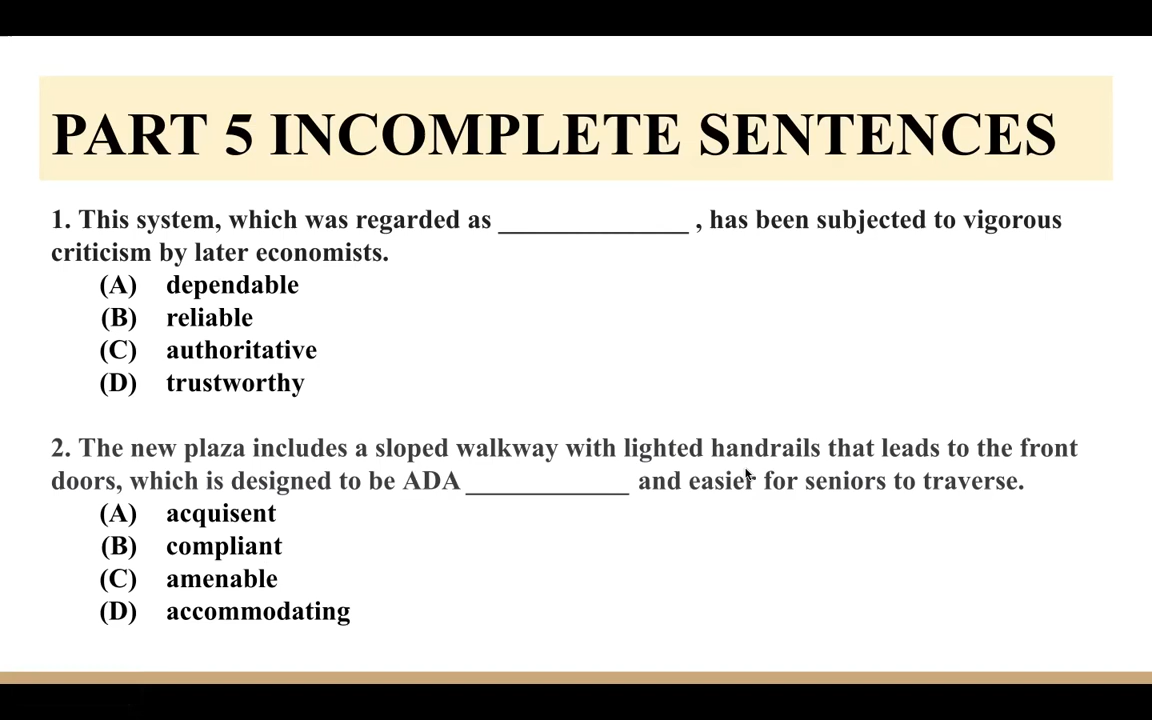 PART 5 INCOMPLETE SENTENCES
1. This system, which was regarded as ______________ , has been subjected to vigorous
criticism by later economists.
(A) dependable
(B) reliable
(C) authoritative
(D) trustworthy
2. The new plaza includes a sloped walkway with lighted handrails that leads to the front
doors, which is designed to be ADA ____________ and easier for seniors to traverse.
(A) acquisent
(B) compliant
(C) amenable
(D) accommodating